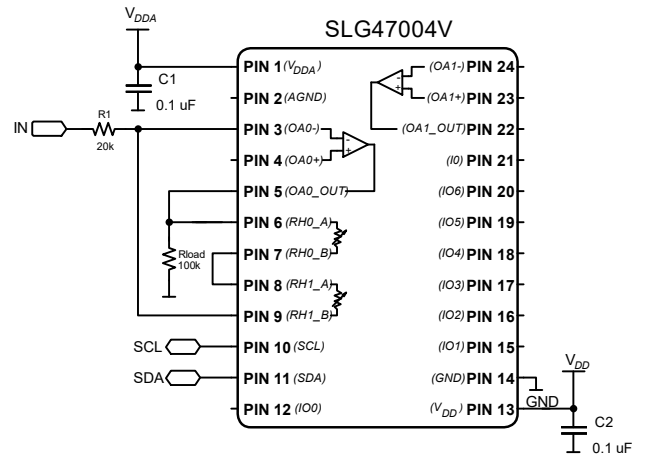 V_DDA
SLG47004V
C1
0.1 uF
IN
R1
20k
Rload
100k
SCL
SDA
PIN 1 (V_DDA)
PIN 2 (AGND)
PIN 3 (OA0-)
PIN 4 (OA0+)
PIN 5 (OA0_OUT)
PIN 6 (RH0_A)
PIN 7 (RH0_B)
PIN 8 (RH1_A)
PIN 9 (RH1_B)
PIN 10 (SCL)
PIN 11 (SDA)
PIN 12 (IO0)
(OA1-) PIN 24
(OA1+) PIN 23
(OA1_OUT) PIN 22
(I0) PIN 21
(IO6) PIN 20
(IO5) PIN 19
(IO4) PIN 18
(IO3) PIN 17
(IO2) PIN 16
(IO1) PIN 15
(GND) PIN 14
(V_DD) PIN 13
GND
V_DD
C2
0.1 uF